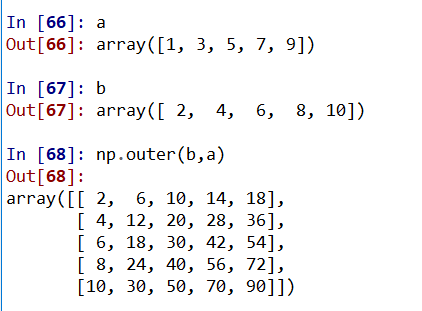 In [66]: a
Out[66]: array([1, 3, 5, 7, 9])
In [67]: b
Out[67]: array([ 2,  4,  6,  8, 10])
In [68]: np.outer(b,a)
Out[68]:
array([[ 2,  6, 10, 14, 18],
       [ 4, 12, 20, 28, 36],
       [ 6, 18, 30, 42, 54],
       [ 8, 24, 40, 56, 72],
       [10, 30, 50, 70, 90]])